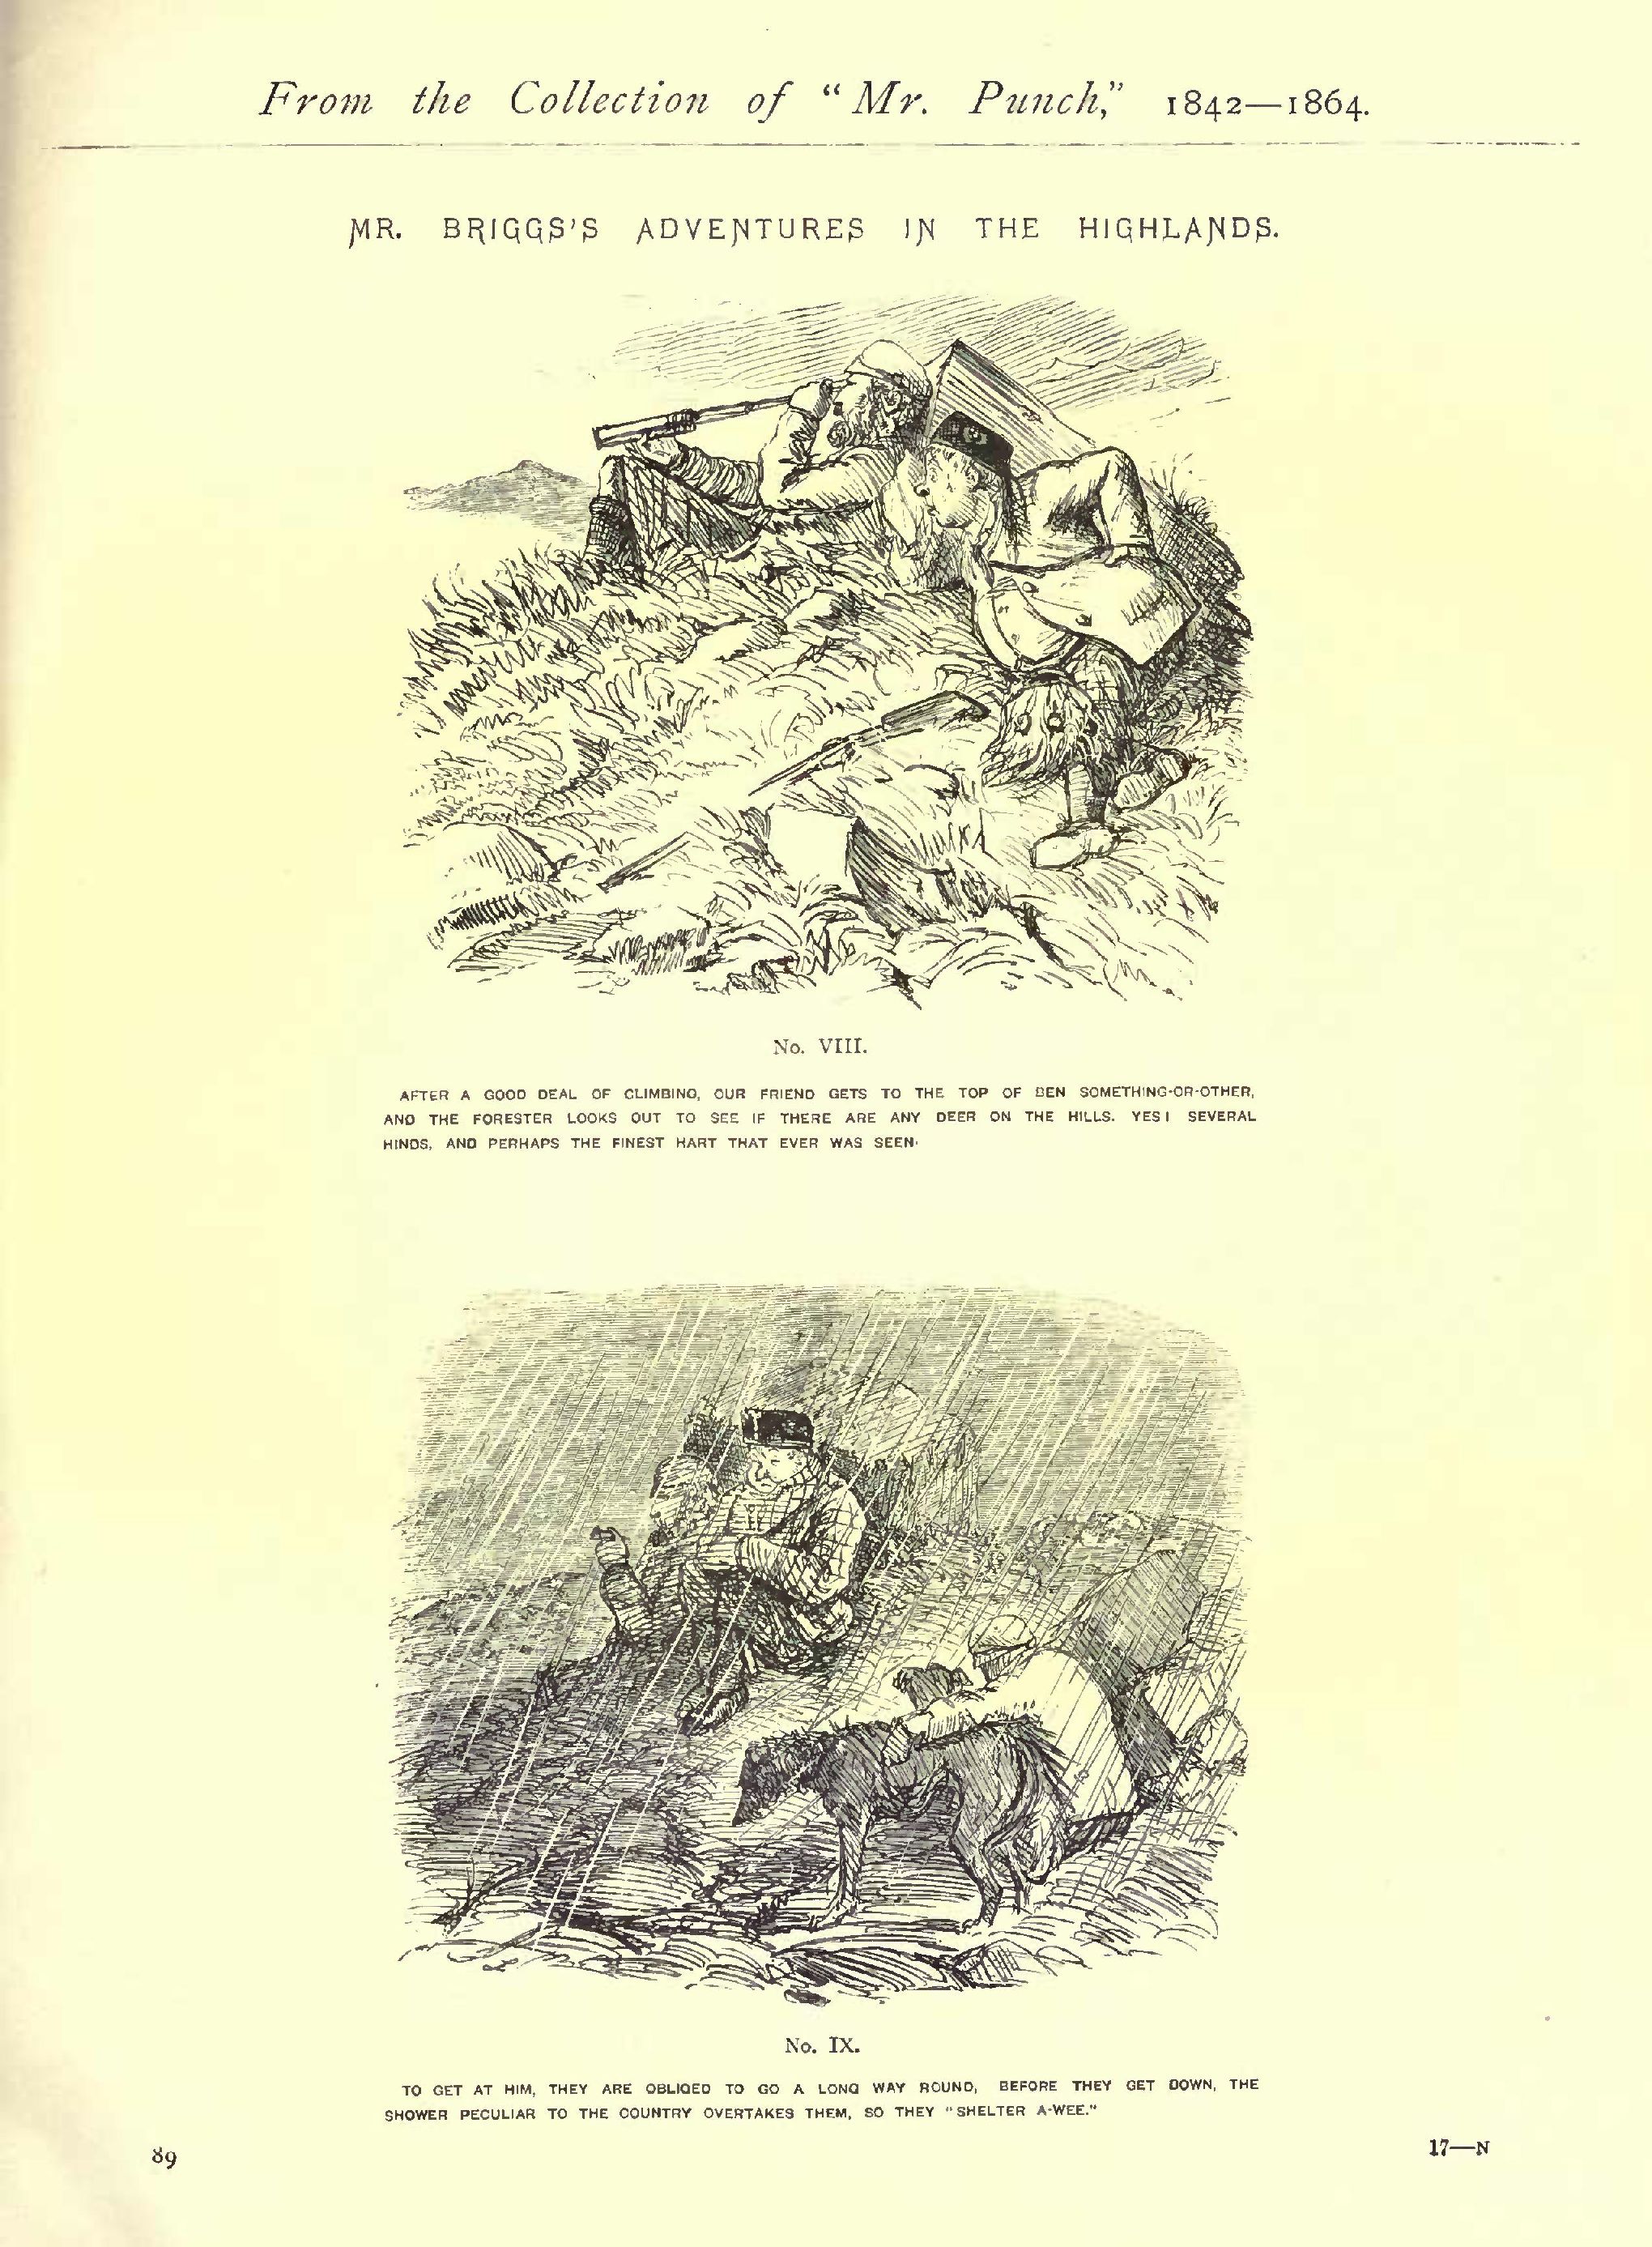 From the Collection of "Mr. Punch," 1842—1864.
MR. BRIGGS'S ADVENTURES IN THE HIGHLANDS.
No. VIII.
AFTER A GOOD DEAL OF CLIMBING, OUR FRIEND GETS TO THE TOP OF BEN SOMETHING-OR-OTHER,
AND THE FORESTER LOOKS OUT TO SEE IF THERE ARE ANY DEER ON THE HILLS. YES! SEVERAL
HINDS, AND PERHAPS THE FINEST HART THAT EVER WAS SEEN.
No. IX.
TO GET AT HIM, THEY ARE OBLIGED TO GO A LONG WAY ROUND, BEFORE THEY GET DOWN, THE
SHOWER PECULIAR TO THE COUNTRY OVERTAKES THEM, SO THEY "SHELTER A-WEE."
89
17—N